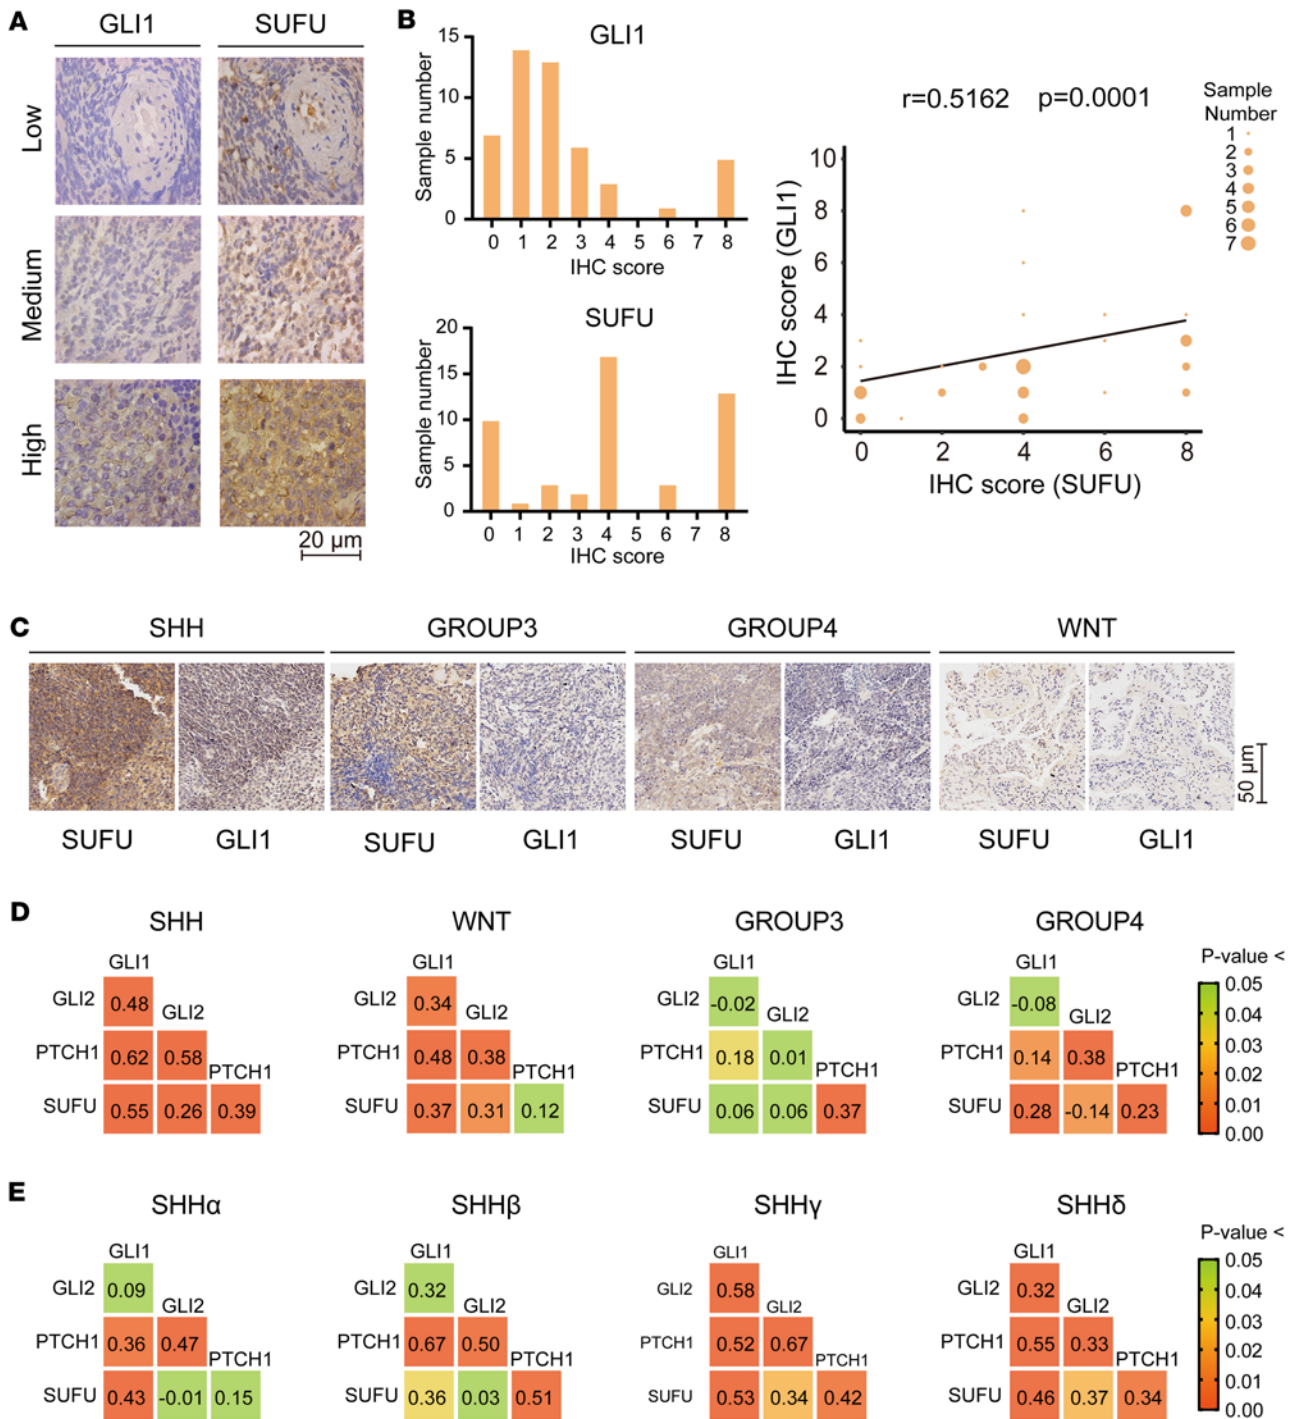 A
GLI1
SUFU
Low
Medium
High
20 μm
B
GLI1
Sample number
15
10
5
0
0 1 2 3 4 5 6 7 8
IHC score
SUFU
Sample number
20
15
10
5
0
0 1 2 3 4 5 6 7 8
IHC score
r=0.5162 p=0.0001
IHC score (GLI1)
10
8
6
4
2
0
0 2 4 6 8
IHC score (SUFU)
Sample
Number
1
2
3
4
5
6
7
C
SHH GROUP3 GROUP4 WNT
SUFU GLI1 SUFU GLI1 SUFU GLI1 SUFU GLI1
50 μm
D
SHH
GLI1
GLI2 0.48 GLI2
PTCH1 0.62 0.58 PTCH1
SUFU 0.55 0.26 0.39
WNT
GLI1
GLI2 0.34 GLI2
PTCH1 0.48 0.38 PTCH1
SUFU 0.37 0.31 0.12
GROUP3
GLI1
GLI2 -0.02 GLI2
PTCH1 0.18 0.01 PTCH1
SUFU 0.06 0.06 0.37
GROUP4
GLI1
GLI2 -0.08 GLI2
PTCH1 0.14 0.38 PTCH1
SUFU 0.28 -0.14 0.23
P-value <
0.05
0.04
0.03
0.02
0.01
0.00
E
SHHα
GLI1
GLI2 0.09 GLI2
PTCH1 0.36 0.47 PTCH1
SUFU 0.43 -0.01 0.15
SHHβ
GLI1
GLI2 0.32 GLI2
PTCH1 0.67 0.50 PTCH1
SUFU 0.36 0.03 0.51
SHHγ
GLI1
GLI2 0.58 GLI2
PTCH1 0.52 0.67 PTCH1
SUFU 0.53 0.34 0.42
SHHδ
GLI1
GLI2 0.32 GLI2
PTCH1 0.55 0.33 PTCH1
SUFU 0.46 0.37 0.34
P-value <
0.05
0.04
0.03
0.02
0.01
0.00